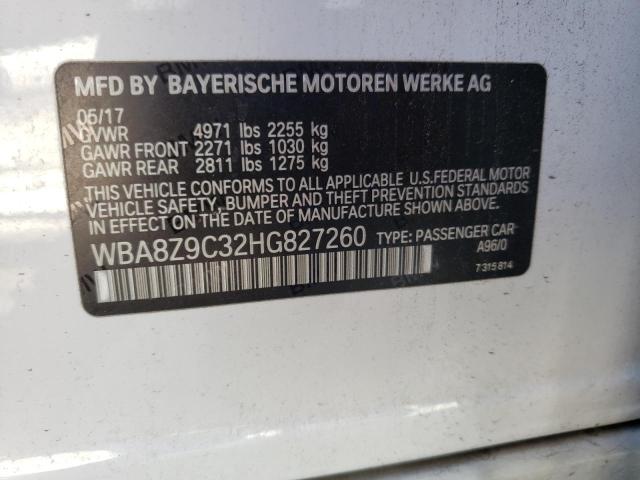 MFD BY BAYERISCHE MOTOREN WERKE AG
05/17
GVWR 4971 lbs 2255 kg
GAWR FRONT 2271 lbs 1030 kg
GAWR REAR 2811 lbs 1275 kg
THIS VEHICLE CONFORMS TO ALL APPLICABLE U.S.FEDERAL MOTOR
VEHICLE SAFETY, BUMPER AND THEFT PREVENTION STANDARDS
IN EFFECT ON THE DATE OF MANUFACTURE SHOWN ABOVE.
WBA8Z9C32HG827260 TYPE: PASSENGER CAR
A96/0
7315814